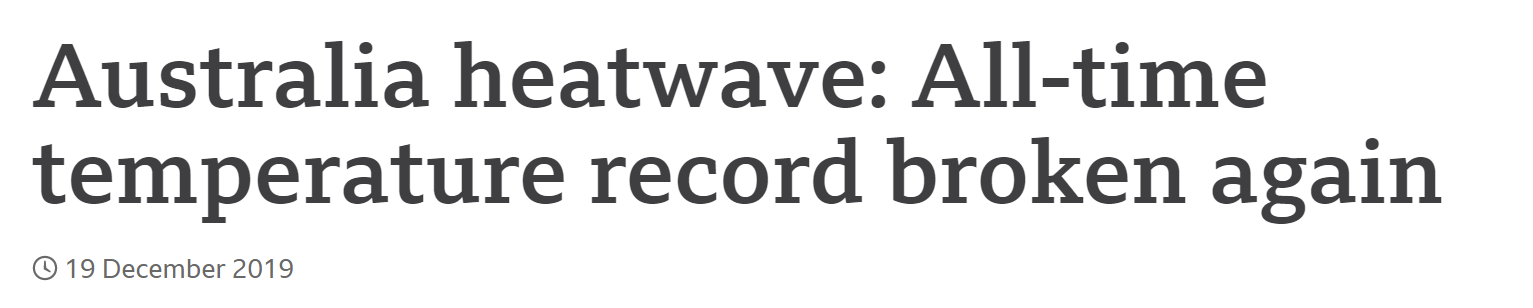 Australia heatwave: All-time
temperature record broken again
19 December 2019